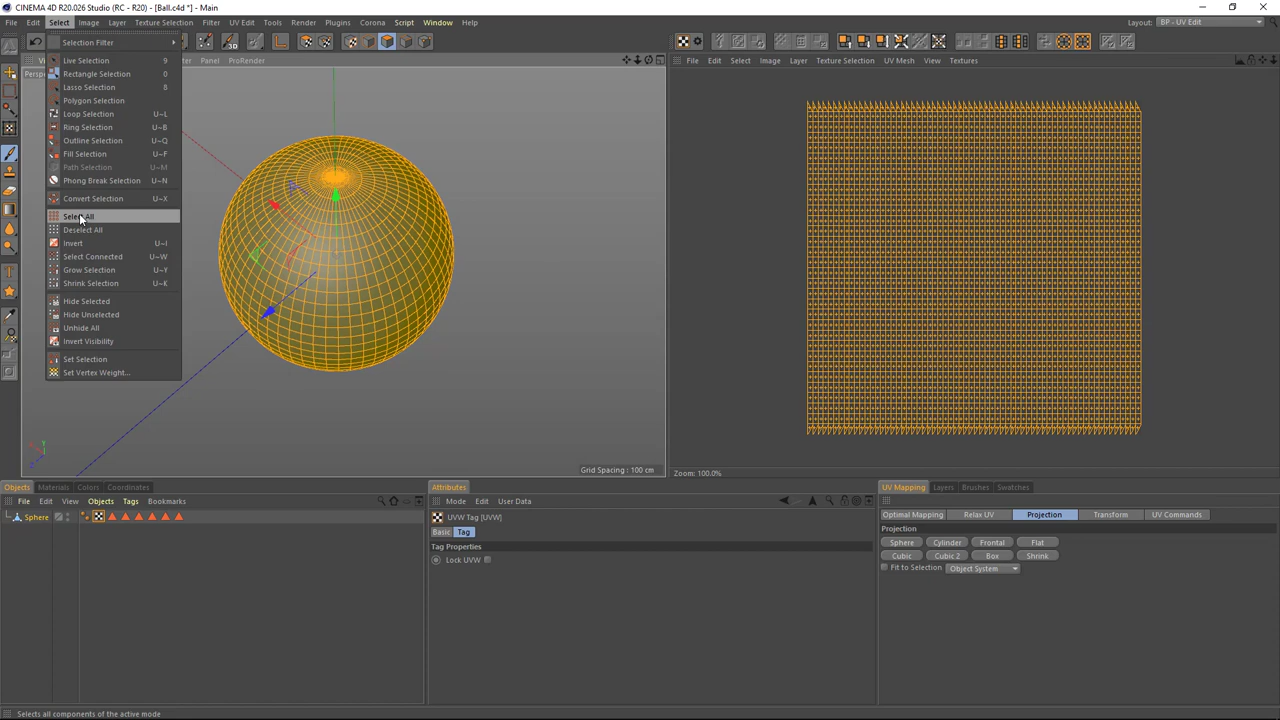 CINEMA 4D R20.026 Studio (RC - R20) - [Ball.c4d *] - Main
File Edit Select Image Layer Texture Selection Filter UV Edit Tools Render Plugins Corona Script Window Help
Layout: BP - UV Edit
Selection Filter
Live Selection 9
Rectangle Selection 0
Lasso Selection 8
Polygon Selection
Loop Selection U~L
Ring Selection U~B
Outline Selection U~Q
Fill Selection U~F
Path Selection U~M
Phong Break Selection U~N
Convert Selection U~X
Select All
Deselect All
Invert U~I
Select Connected U~W
Grow Selection U~Y
Shrink Selection U~K
Hide Selected
Hide Unselected
Unhide All
Invert Visibility
Set Selection
Set Vertex Weight...
Panel ProRender
Grid Spacing : 100 cm
File Edit Select Image Layer Texture Selection UV Mesh View Textures
Zoom: 100.0%
Objects Materials Colors Coordinates
File Edit View Objects Tags Bookmarks
Sphere
Attributes
Mode Edit User Data
UVW Tag [UVW]
Basic Tag
Tag Properties
Lock UVW
UV Mapping Layers Brushes Swatches
Optimal Mapping Relax UV Projection Transform UV Commands
Projection
Sphere Cylinder Frontal Flat
Cubic Cubic 2 Box Shrink
Fit to Selection Object System
Selects all components of the active mode